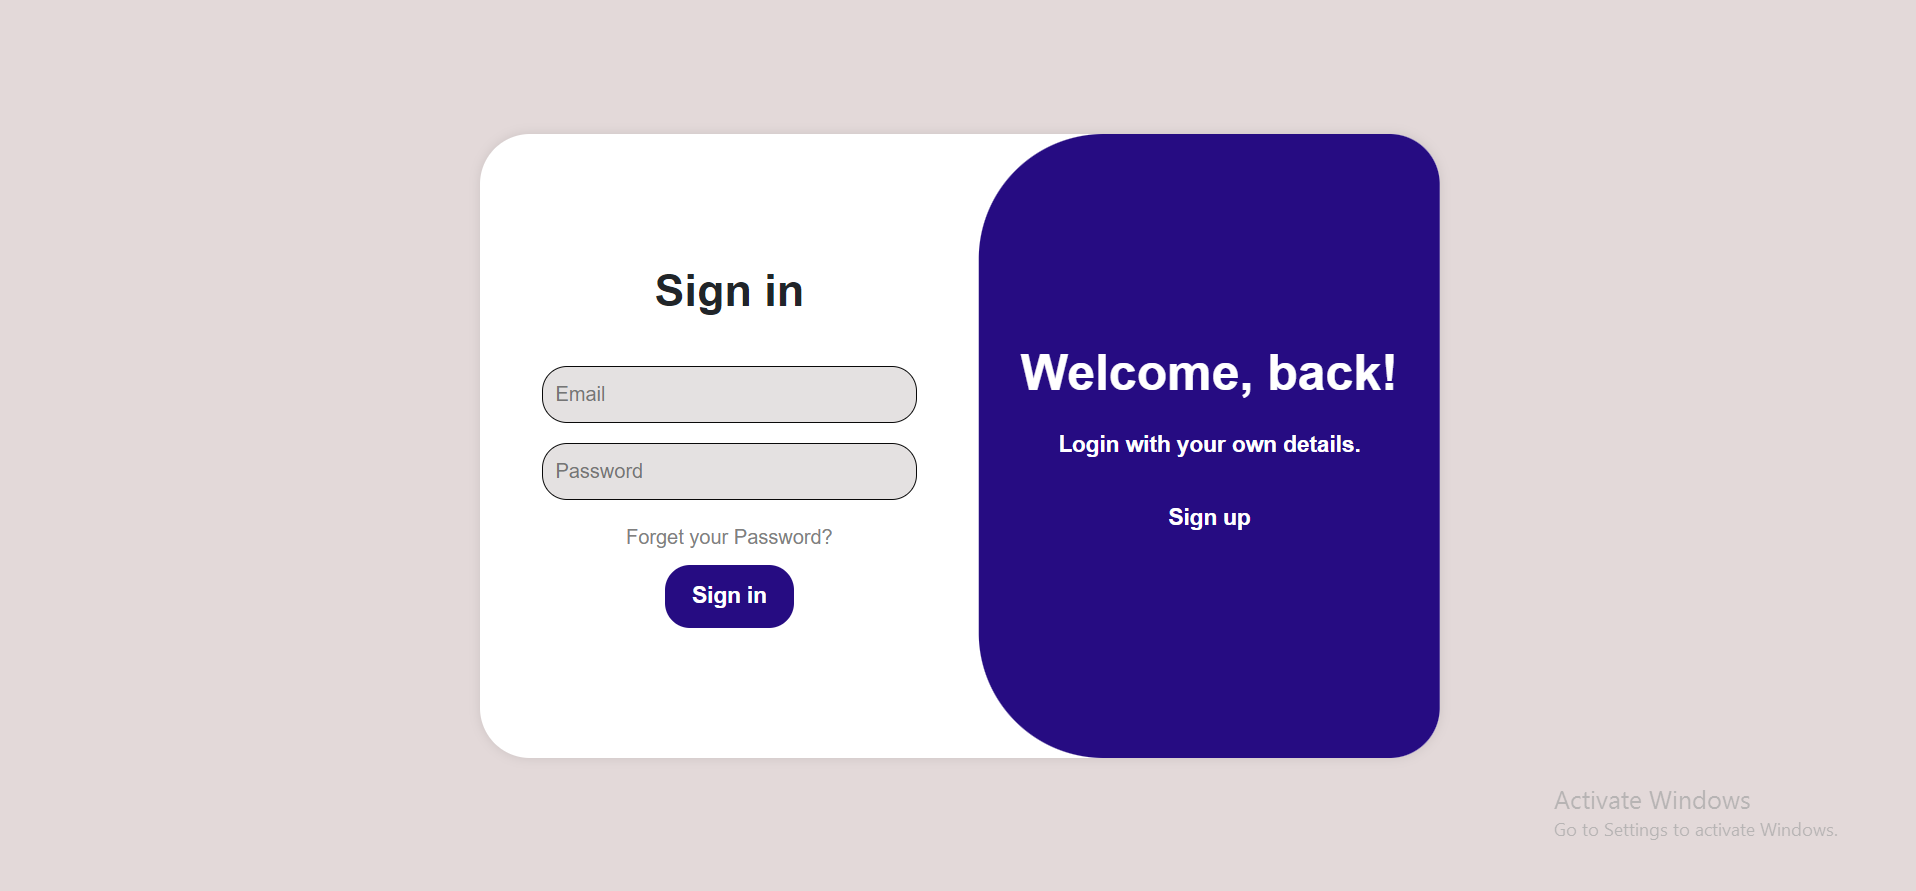 Sign in
Email
Password
Forget your Password?
Sign in
Welcome, back!
Login with your own details.
Sign up
Activate Windows
Go to Settings to activate Windows.